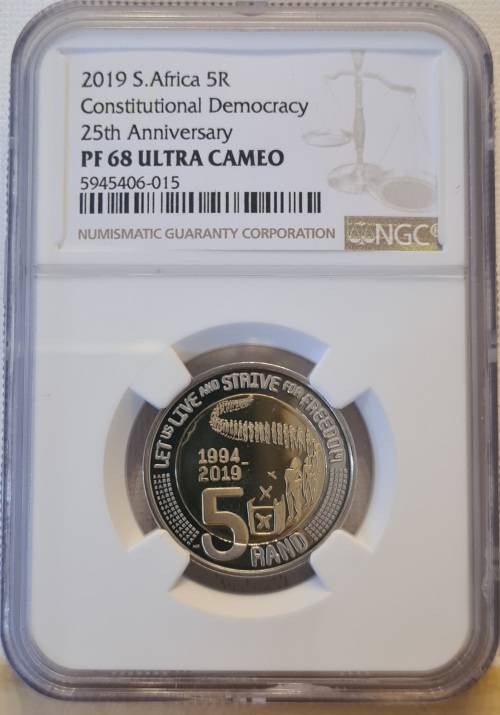 2019 S.Africa 5R
Constitutional Democracy
25th Anniversary
PF 68 ULTRA CAMEO
5945406-015
NUMISMATIC GUARANTY CORPORATION
NGC
LET US LIVE AND STRIVE FOR FREEDOM
1994-
2019
5
RAND